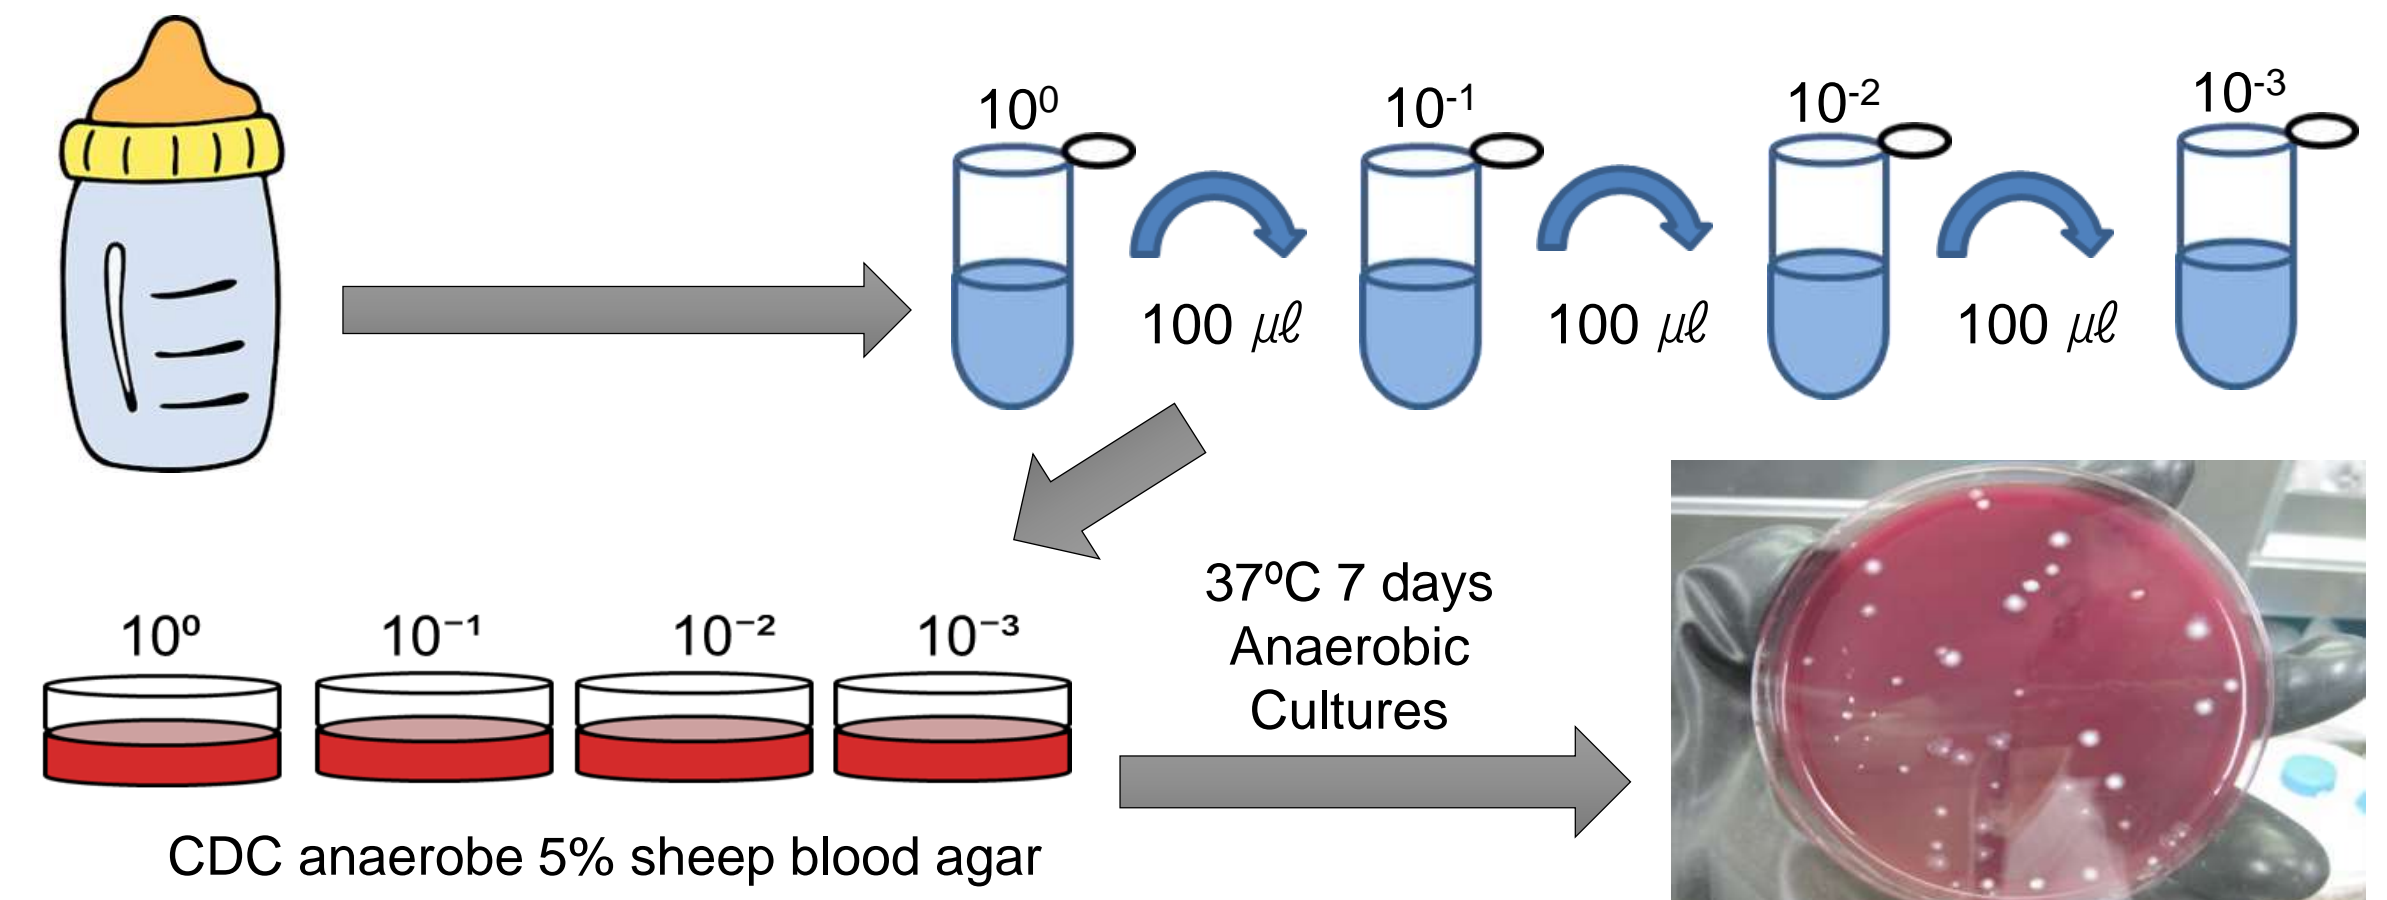 10⁰
10⁻¹
10⁻²
10⁻³
100 ㎕
100 ㎕
100 ㎕
37⁰C 7 days
Anaerobic
Cultures
10⁰
10⁻¹
10⁻²
10⁻³
CDC anaerobe 5% sheep blood agar